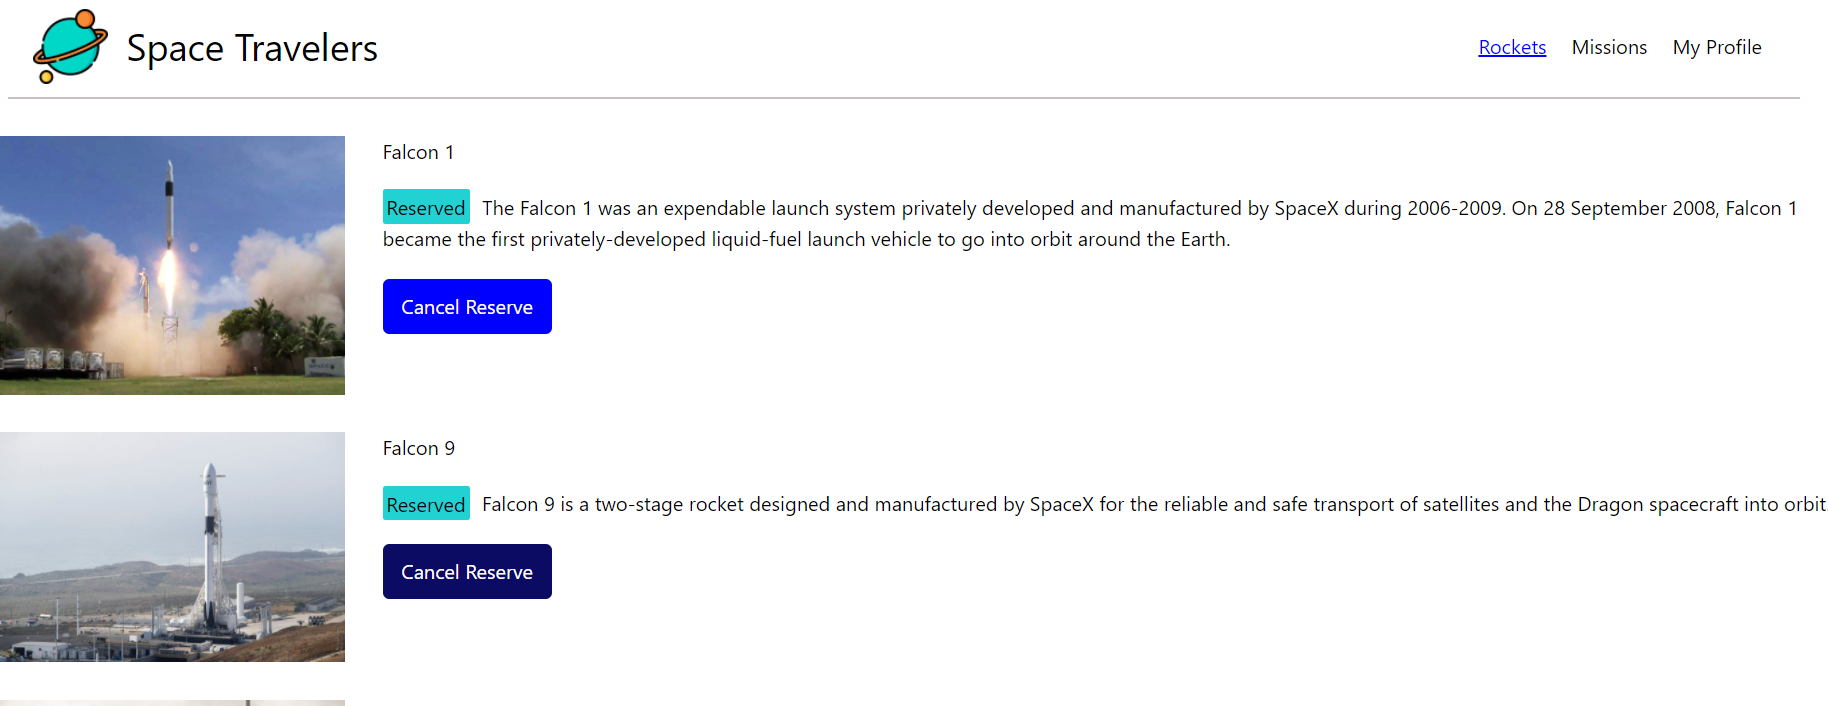 Space Travelers
Rockets Missions My Profile
Falcon 1
Reserved The Falcon 1 was an expendable launch system privately developed and manufactured by SpaceX during 2006-2009. On 28 September 2008, Falcon 1
became the first privately-developed liquid-fuel launch vehicle to go into orbit around the Earth.
Cancel Reserve
Falcon 9
Reserved Falcon 9 is a two-stage rocket designed and manufactured by SpaceX for the reliable and safe transport of satellites and the Dragon spacecraft into orbit
Cancel Reserve